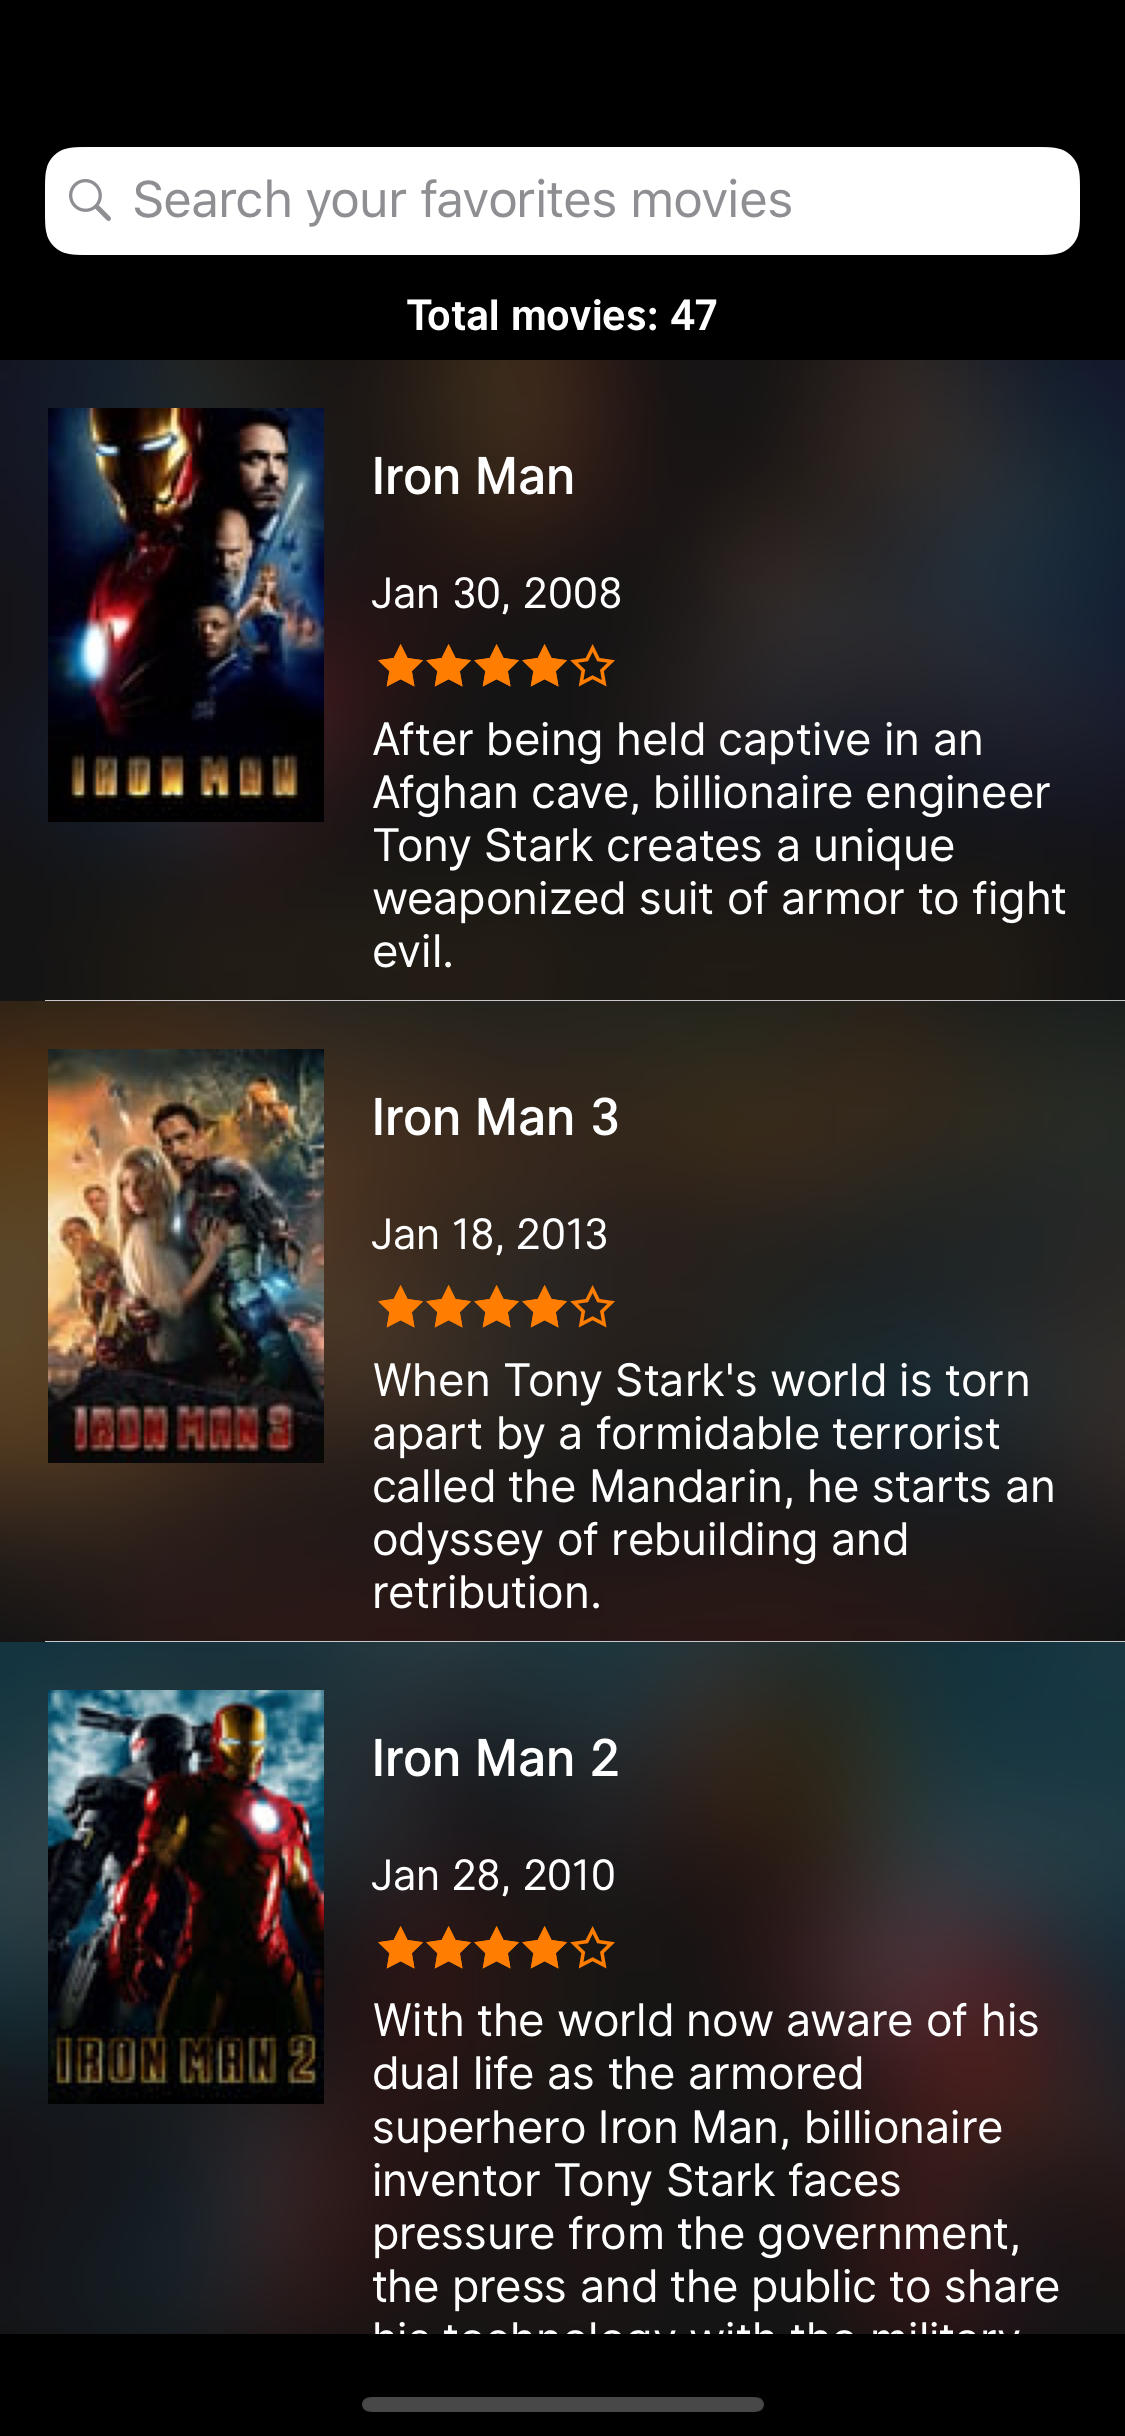 Search your favorites movies
Total movies: 47
IRON MAN
Iron Man
Jan 30, 2008
After being held captive in an
Afghan cave, billionaire engineer
Tony Stark creates a unique
weaponized suit of armor to fight
evil.
IRON MAN 3
Iron Man 3
Jan 18, 2013
When Tony Stark's world is torn
apart by a formidable terrorist
called the Mandarin, he starts an
odyssey of rebuilding and
retribution.
IRON MAN 2
Iron Man 2
Jan 28, 2010
With the world now aware of his
dual life as the armored
superhero Iron Man, billionaire
inventor Tony Stark faces
pressure from the government,
the press and the public to share
his technology with the military